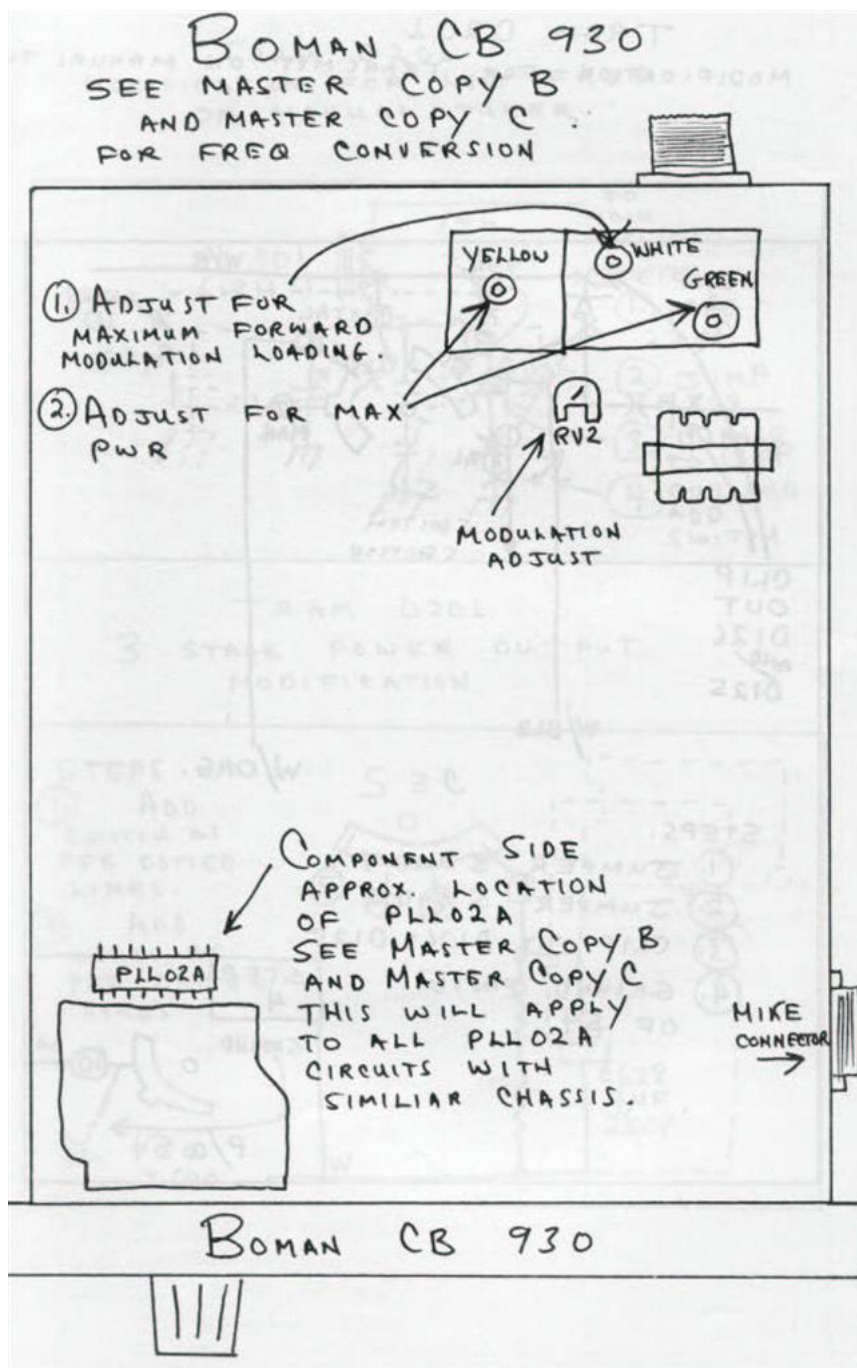 BOMAN CB 930
SEE MASTER COPY B
AND MASTER COPY C.
FOR FREQ CONVERSION
YELLOW
WHITE
GREEN
1. ADJUST FOR
MAXIMUM FORWARD
MODULATION LOADING.
2. ADJUST FOR MAX
PWR
RV2
MODULATION
ADJUST
COMPONENT SIDE
APPROX. LOCATION
OF PLL02A
SEE MASTER COPY B
AND MASTER COPY C
THIS WILL APPLY
TO ALL PLL02A
CIRCUITS WITH
SIMILIAR CHASSIS.
PLL02A
MIKE
CONNECTOR
BOMAN CB 930